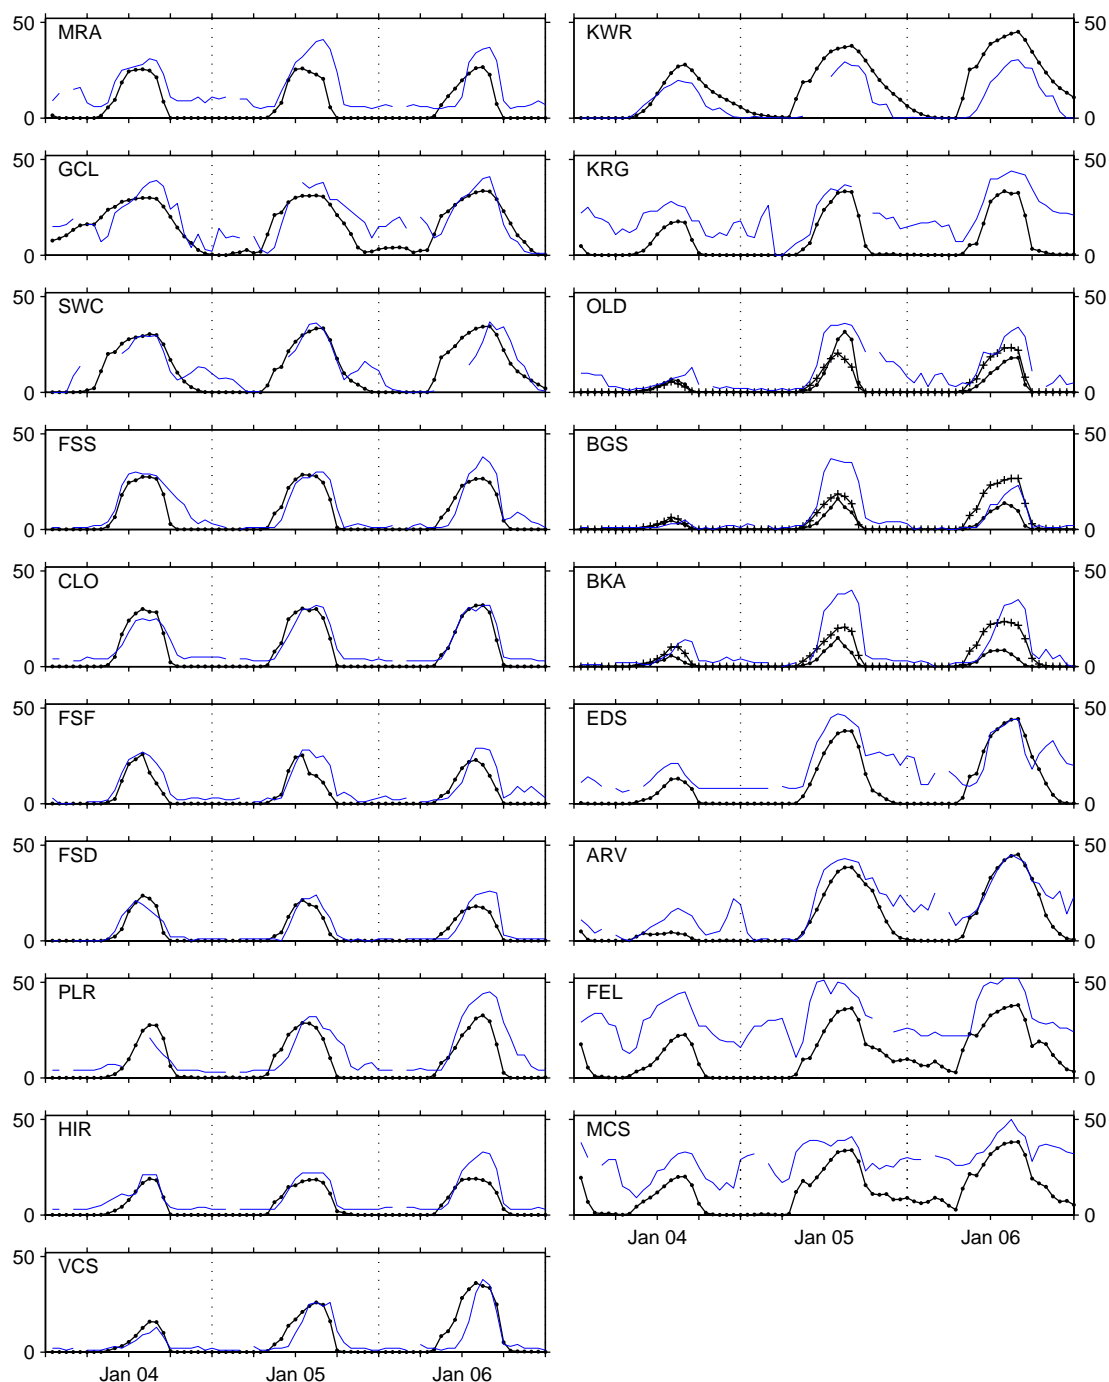 50 MRA KWR 50
0 0
50 GCL KRG 50
0 0
50 SWC OLD 50
0 0
50 FSS BGS 50
0 0
50 CLO BKA 50
0 0
50 FSF EDS 50
0 0
50 FSD ARV 50
0 0
50 PLR FEL 50
0 0
50 HIR MCS 50
0 0
Jan 04 Jan 05 Jan 06
50 VCS
0
Jan 04 Jan 05 Jan 06